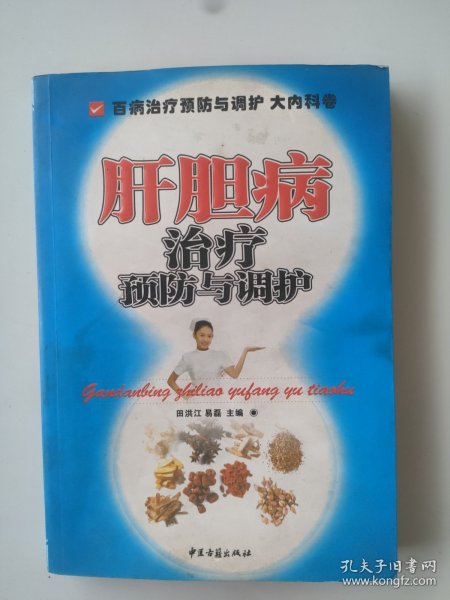 百病治疗预防与调护 大内科卷
肝胆病
治疗
预防与调护
Gandanbing zhiliao yufang yu tiaohu
田洪江 易磊 主编
中医古籍出版社
孔夫子旧书网
www.kongfz.com